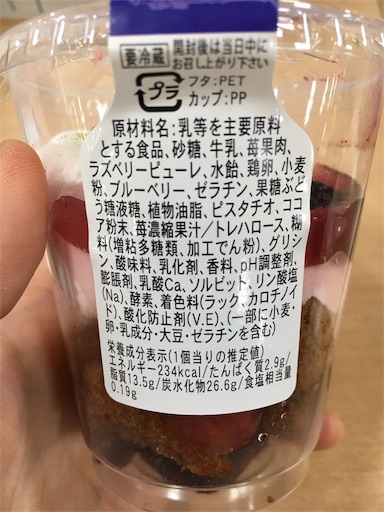 要冷蔵
開封後は当日中に
お召し上がり下さい
プラ
フタ:PET
カップ:PP
原材料名:乳等を主要原料
とする食品、砂糖、牛乳、苺果肉、
ラズベリーピューレ、水飴、鶏卵、小麦
粉、ブルーベリー、ゼラチン、果糖ぶど
う糖液糖、植物油脂、ピスタチオ、ココ
ア粉末、苺濃縮果汁/トレハロース、糊
料(増粘多糖類、加工でん粉)、グリシ
ン、酸味料、乳化剤、香料、pH調整剤、
膨脹剤、乳酸Ca、ソルビット、リン酸塩
(Na)、酵素、着色料(ラック、カロチノイ
ド)、酸化防止剤(V.E)、(一部に小麦・
卵・乳成分・大豆・ゼラチンを含む)
栄養成分表示(1個当りの推定値)
エネルギー234kcal/たんぱく質2.9g/
脂質13.5g/炭水化物26.6g/食塩相当量
0.19g